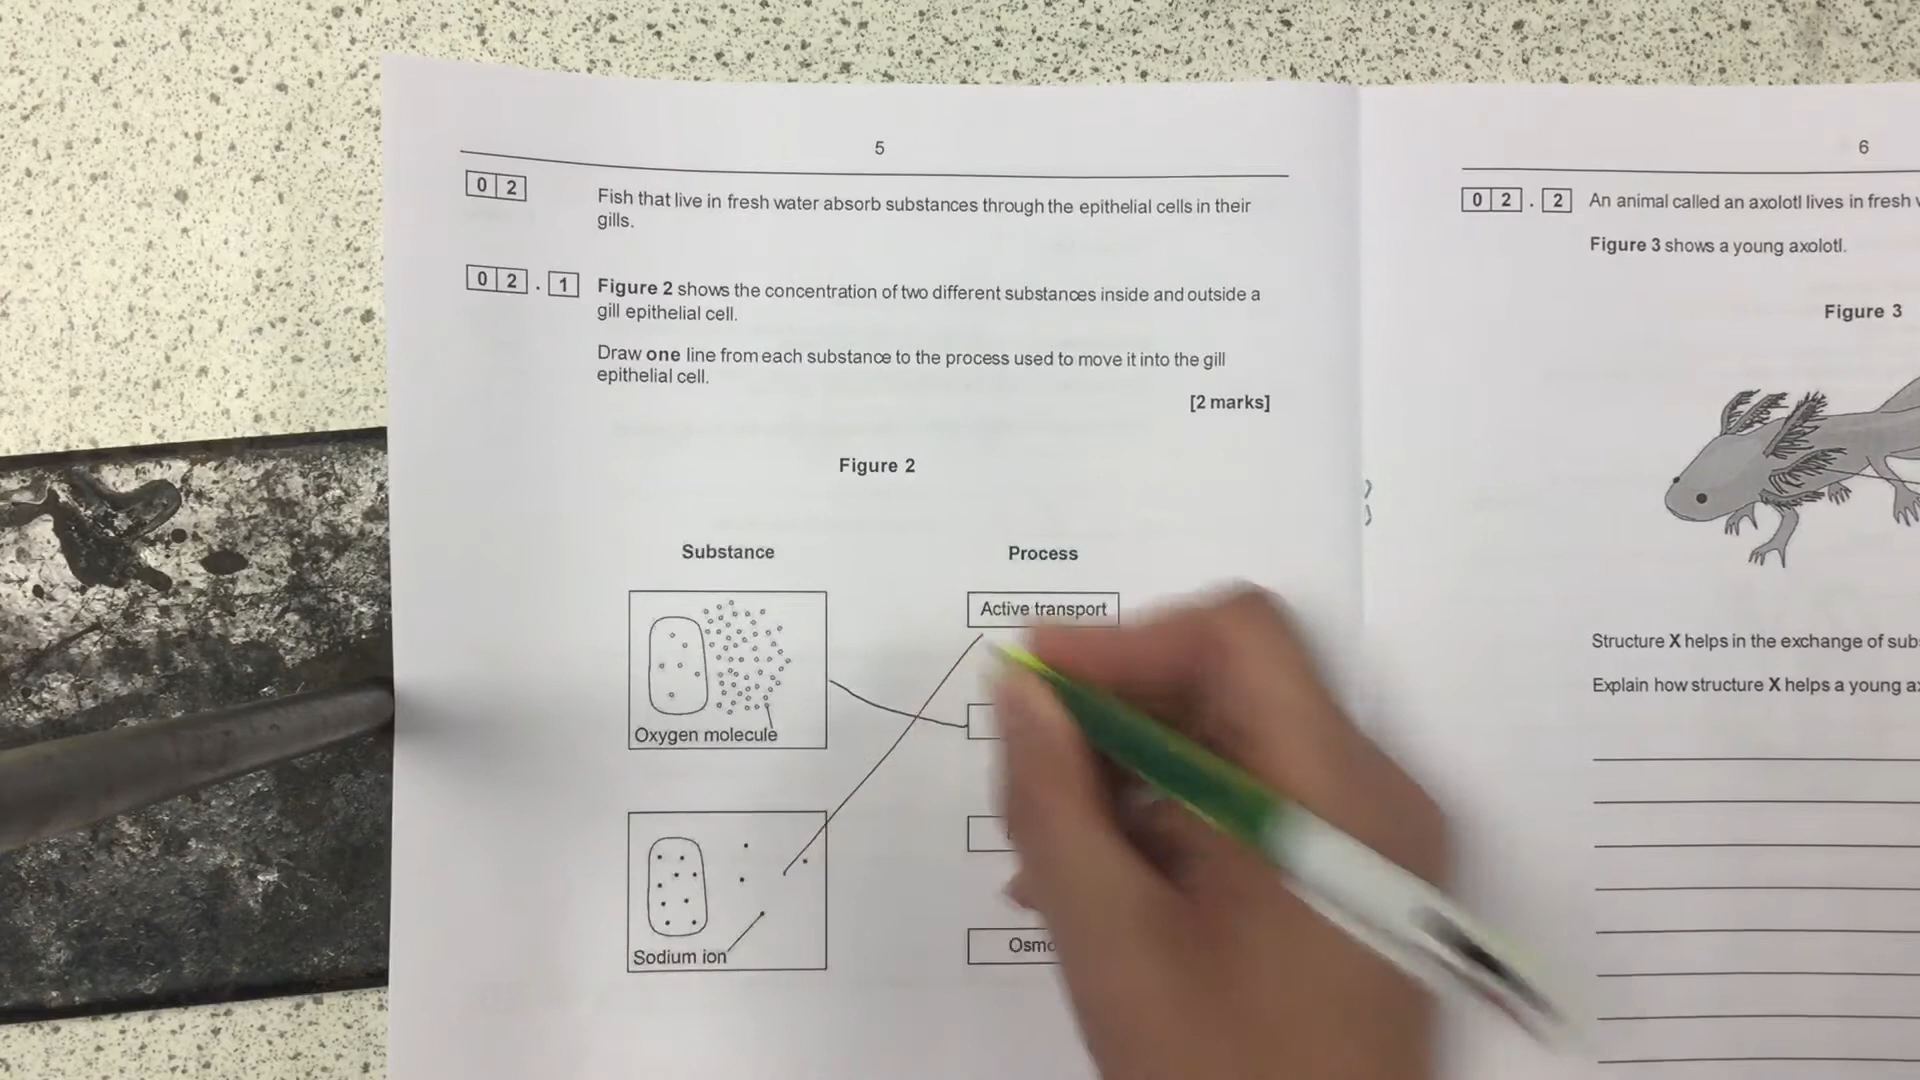 5
0 2
Fish that live in fresh water absorb substances through the epithelial cells in their
gills.
0 2 . 1
Figure 2 shows the concentration of two different substances inside and outside a
gill epithelial cell.
Draw one line from each substance to the process used to move it into the gill
epithelial cell.
[2 marks]
Figure 2
Substance
Process
Oxygen molecule
Sodium ion
Active transport
Osmo
6
0 2 . 2
An animal called an axolotl lives in fresh
Figure 3 shows a young axolotl.
Figure 3
Structure X helps in the exchange of sub
Explain how structure X helps a young a